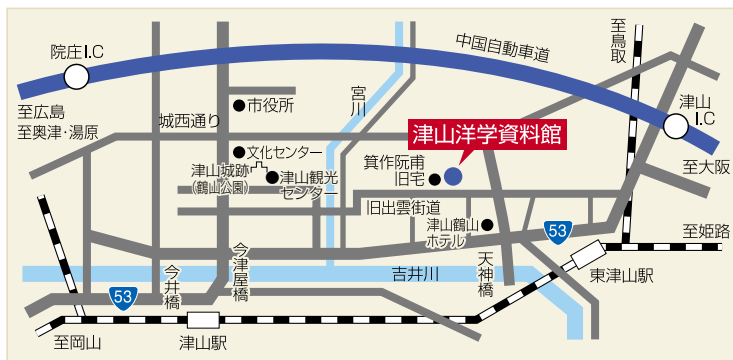 院庄I.C
中国自動車道
至鳥取
至広島
至奥津・湯原
市役所
宮川
城西通り
津山
I.C
津山洋学資料館
文化センター
箕作阮甫
旧宅
至大阪
津山城跡
(鶴山公園)
津山観光
センター
旧出雲街道
津山鶴山
ホテル
53
至姫路
今津屋橋
今井橋
吉井川
天神橋
東津山駅
53
至岡山
津山駅